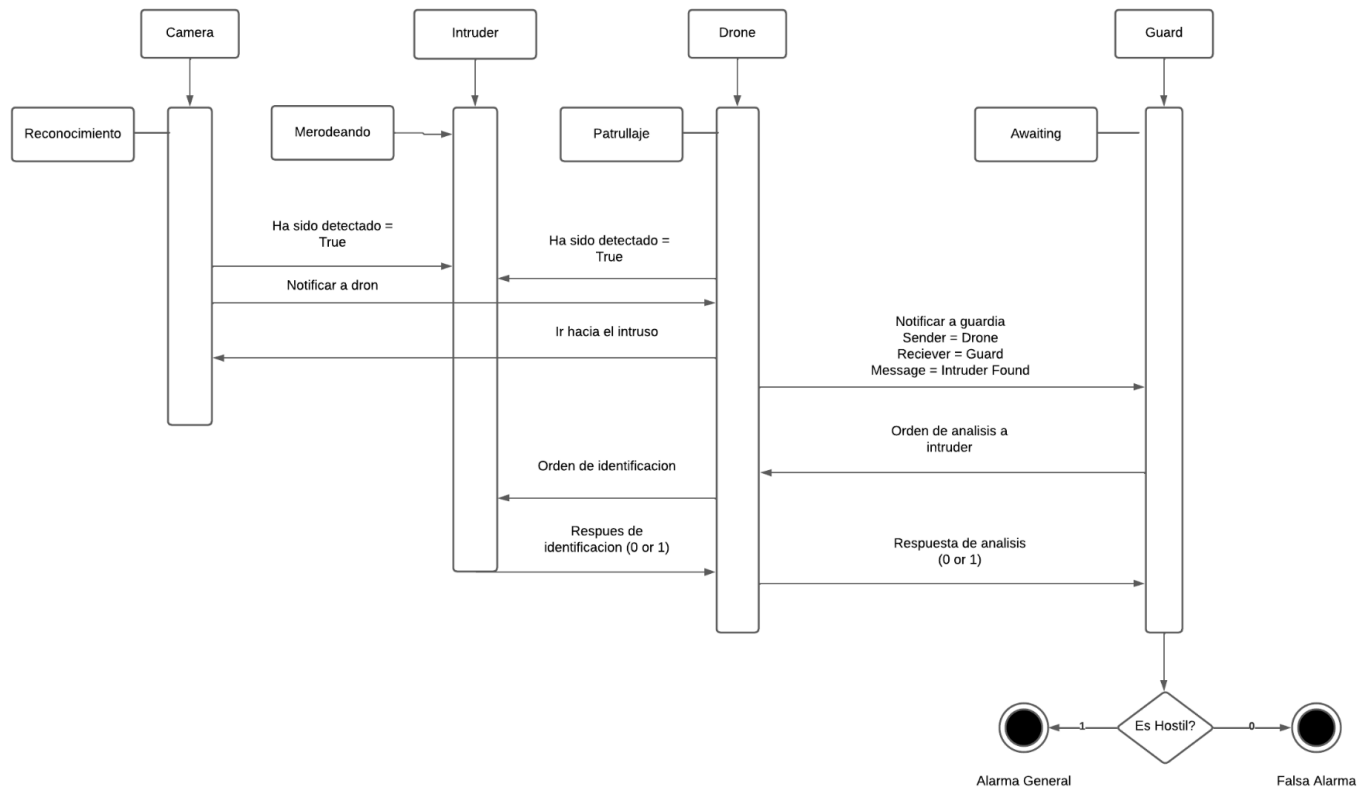 Camera
Intruder
Drone
Guard
Reconocimiento
Merodeando
Patrullaje
Awaiting
Ha sido detectado =
True
Ha sido detectado =
True
Notificar a dron
Ir hacia el intruso
Notificar a guardia
Sender = Drone
Reciever = Guard
Message = Intruder Found
Orden de analisis a
intruder
Orden de identificacion
Respues de
identificacion (0 or 1)
Respuesta de analisis
(0 or 1)
1
Es Hostil?
0
Alarma General
Falsa Alarma